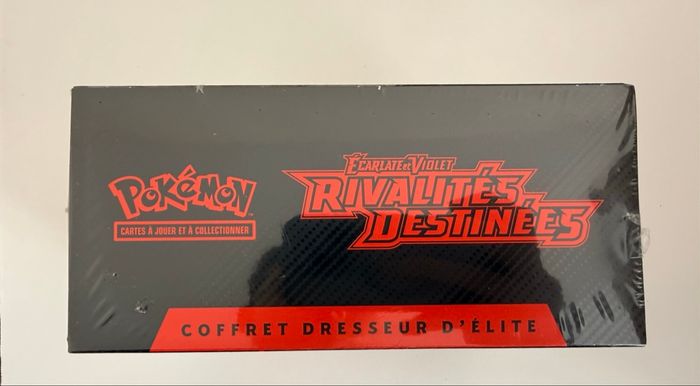 POKéMON
CARTES À JOUER ET À COLLECTIONNER
ÉCARLATE ET VIOLET
RIVALITÉS
DESTINÉES
COFFRET DRESSEUR D'ÉLITE